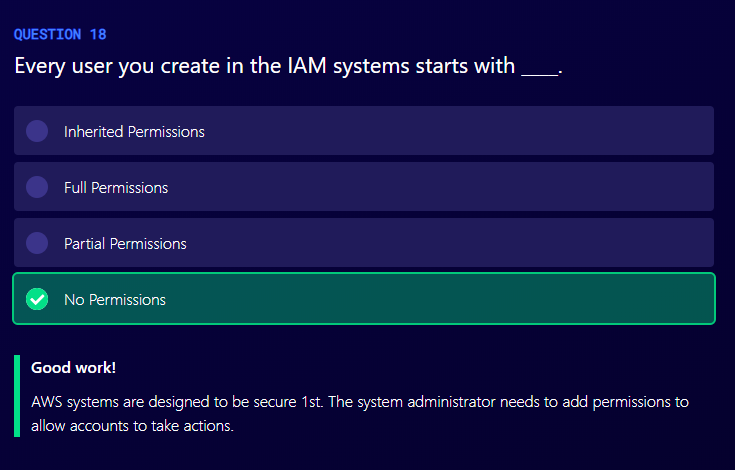 QUESTION 18
Every user you create in the IAM systems starts with ____.
Inherited Permissions
Full Permissions
Partial Permissions
No Permissions
Good work!
AWS systems are designed to be secure 1st. The system administrator needs to add permissions to
allow accounts to take actions.